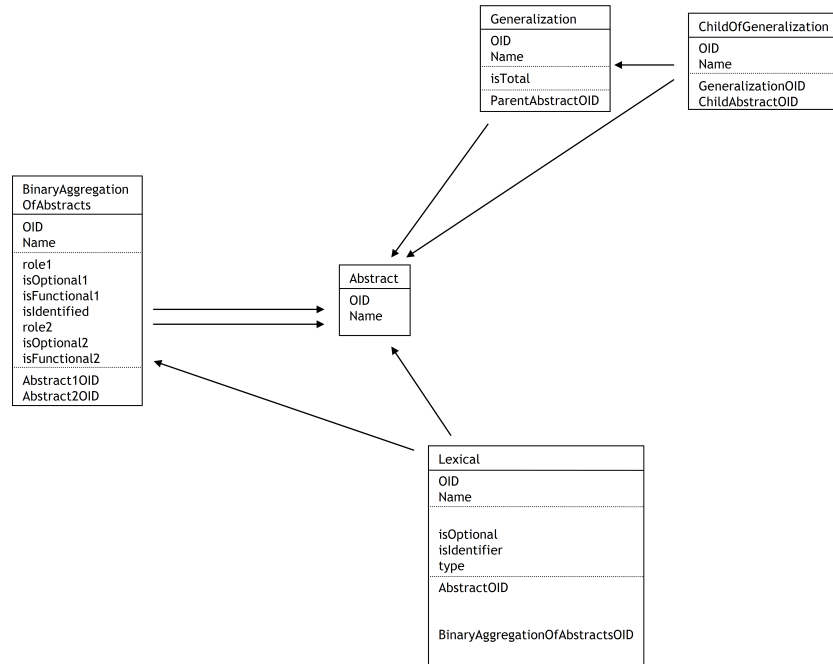 Generalization
OID
Name
isTotal
ParentAbstractOID
ChildOfGeneralization
OID
Name
GeneralizationOID
ChildAbstractOID
BinaryAggregation
OfAbstracts
OID
Name
role1
isOptional1
isFunctional1
isIdentified
role2
isOptional2
isFunctional2
Abstract1OID
Abstract2OID
Abstract
OID
Name
Lexical
OID
Name
isOptional
isIdentifier
type
AbstractOID
BinaryAggregationOfAbstractsOID